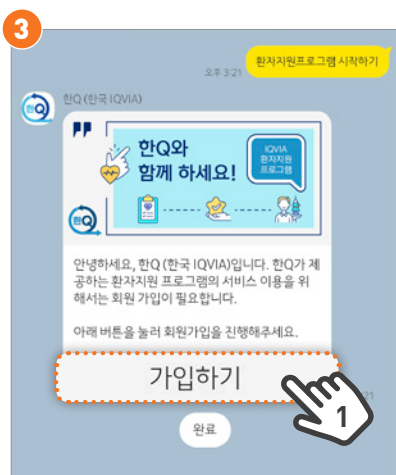 3
환자지원프로그램 시작하기
오후 3:21
한Q (한국 IQVIA)
한Q와
함께 하세요!
IQVIA
환자지원
프로그램
한Q
안녕하세요, 한Q (한국 IQVIA)입니다. 한Q가 제
공하는 환자지원 프로그램의 서비스 이용을 위
해서는 회원 가입이 필요합니다.
아래 버튼을 눌러 회원가입을 진행해주세요.
가입하기
21
1
완료